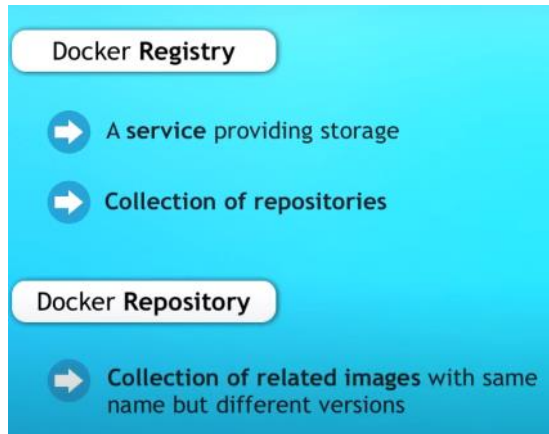 Docker Registry
A service providing storage
Collection of repositories
Docker Repository
Collection of related images with same
name but different versions